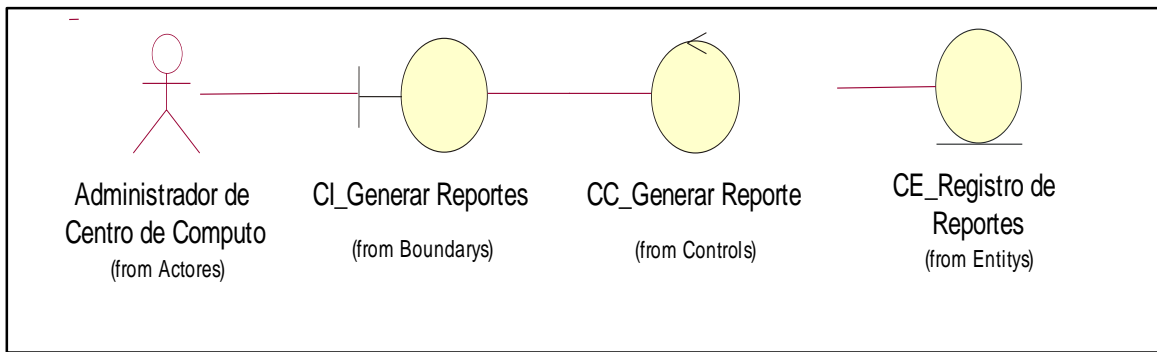 Administrador de
Centro de Computo
(from Actores)
CI_Generar Reportes
(from Boundarys)
CC_Generar Reporte
(from Controls)
CE_Registro de
Reportes
(from Entitys)